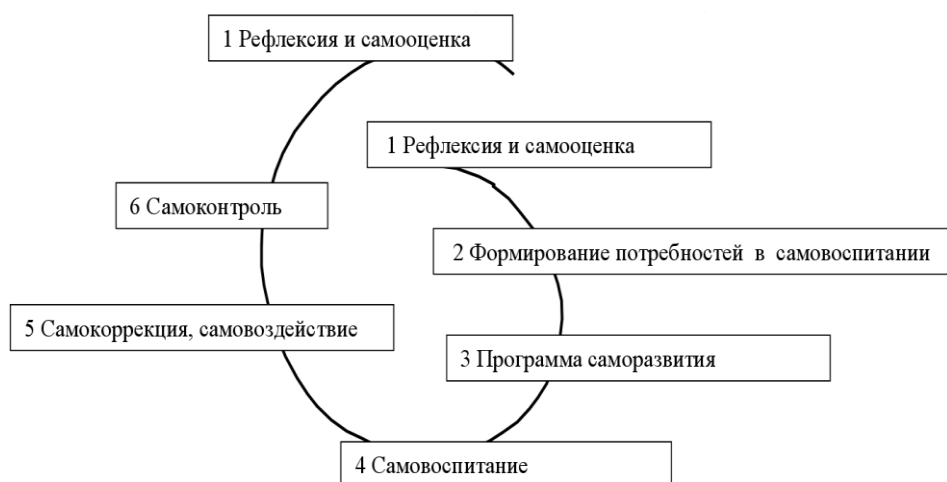 1 Рефлексия и самооценка
1 Рефлексия и самооценка
6 Самоконтроль
2 Формирование потребностей в самовоспитании
5 Самокоррекция, самовоздействие
3 Программа саморазвития
4 Самовоспитание